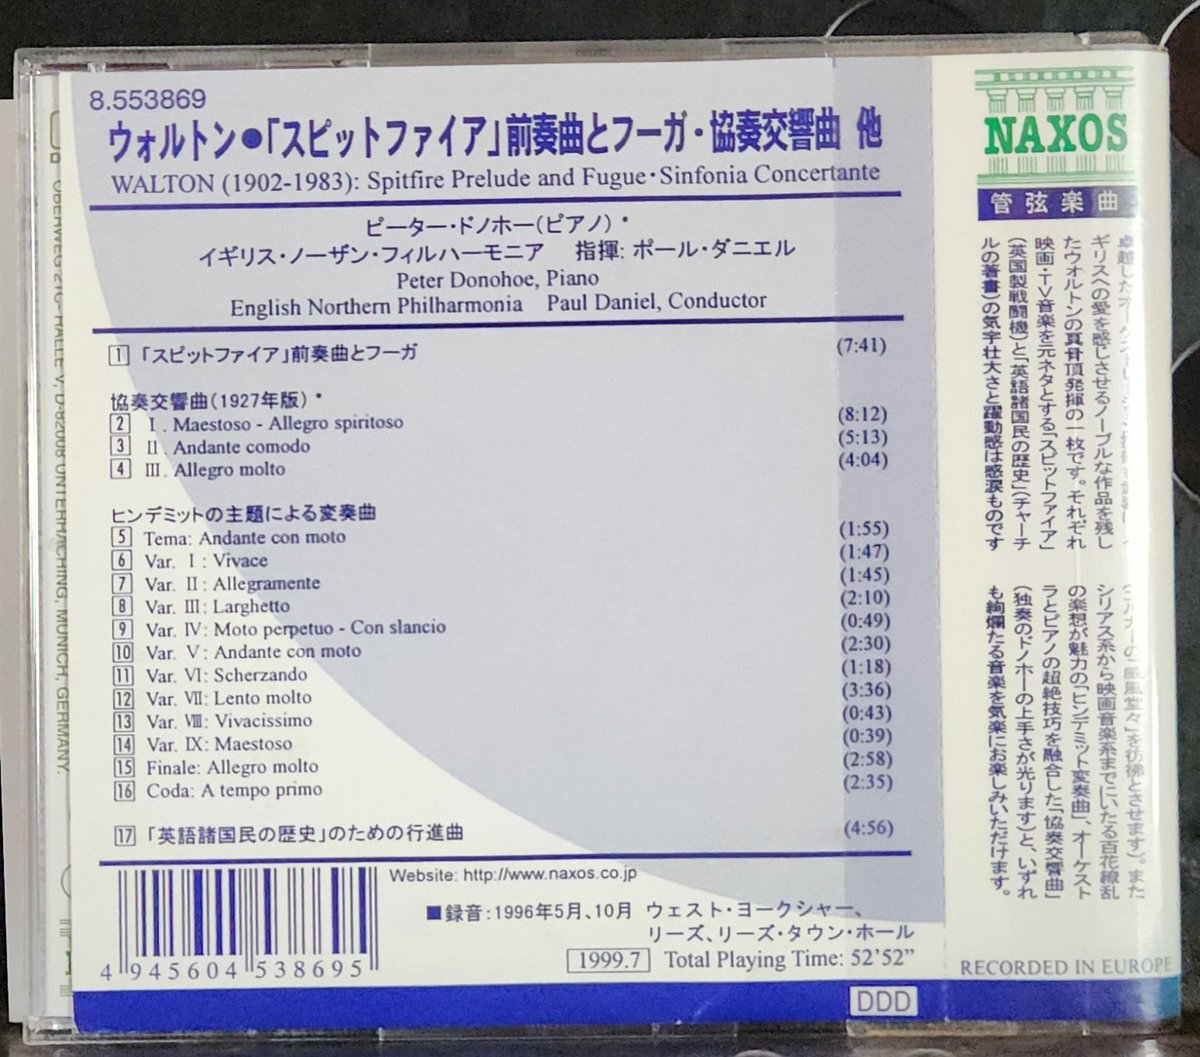 8.553869
ウォルトン●「スピットファイア」前奏曲とフーガ・協奏交響曲 他
WALTON (1902-1983): Spitfire Prelude and Fugue・Sinfonia Concertante
ピーター・ドノホー(ピアノ) *
イギリス・ノーザン・フィルハーモニア 指揮: ポール・ダニエル
Peter Donohoe, Piano
English Northern Philharmonia Paul Daniel, Conductor
1 「スピットファイア」前奏曲とフーガ (7:41)
協奏交響曲(1927年版) *
2 Ⅰ. Maestoso - Allegro spiritoso (8:12)
3 Ⅱ. Andante comodo (5:13)
4 Ⅲ. Allegro molto (4:04)
ヒンデミットの主題による変奏曲
5 Tema: Andante con moto (1:55)
6 Var. Ⅰ: Vivace (1:47)
7 Var. Ⅱ: Allegramente (1:45)
8 Var. Ⅲ: Larghetto (2:10)
9 Var. Ⅳ: Moto perpetuo - Con slancio (0:49)
10 Var. Ⅴ: Andante con moto (2:30)
11 Var. Ⅵ: Scherzando (1:18)
12 Var. Ⅶ: Lento molto (3:36)
13 Var. Ⅷ: Vivacissimo (0:43)
14 Var. Ⅸ: Maestoso (0:39)
15 Finale: Allegro molto (2:58)
16 Coda: A tempo primo (2:35)
17 「英語諸国民の歴史」のための行進曲 (4:56)
Website: http://www.naxos.co.jp
■録音:1996年5月、10月 ウェスト・ヨークシャー、
リーズ、リーズ・タウン・ホール
1999.7 Total Playing Time: 52’52”
4 945604 538695
DDD
NAXOS
管弦楽曲
ギリスへの愛を感じさせるノーブルな作品を残し
たウォルトンの真骨頂発揮の一枚です。それぞれ
映画・TV音楽を元ネタとする「スピットファイア」
(英国製戦闘機)と「英語諸国民の歴史」(チャーチ
ルの著書)の気宇壮大さと躍動感は感涙ものです
の「威風堂々」を彷彿とさせます)。また
シリアス系から映画音楽系までにいたる百花繚乱
の楽想が魅力の「ヒンデミット変奏曲」、オーケスト
ラとピアノの超絶技巧を融合した「協奏交響曲」
(独奏のドノホーの上手さが光ります)と、いずれ
も絢爛たる音楽を気楽にお楽しみいただけます。
RECORDED IN EUROPE
HALLE V, D-82008 UNTERHACHING, MUNICH, GERMANY.